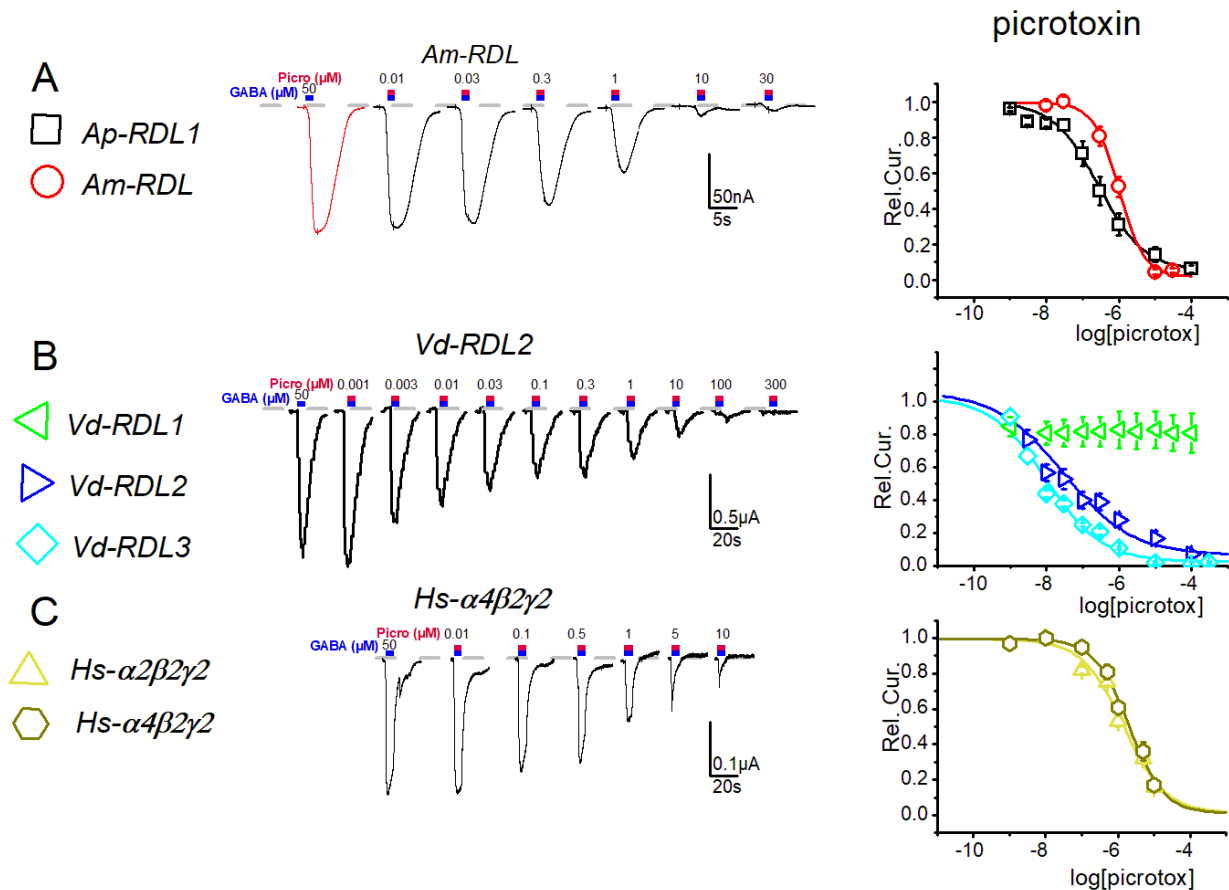 picrotoxin
A
Am-RDL
Picro (µM)
0.01 0.03 0.3 1 10 30
GABA (µM) 50
Ap-RDL1
Am-RDL
50nA
5s
Rel.Cur.
1.0
0.8
0.6
0.4
0.2
0.0
-10 -8 -6 -4
log[picrotox]
B
Vd-RDL2
Picro (µM)
0.001 0.003 0.01 0.03 0.1 0.3 1 10 100 300
GABA (µM) 50
Vd-RDL1
Vd-RDL2
Vd-RDL3
0.5µA
20s
Rel.Cur.
1.0
0.8
0.6
0.4
0.2
0.0
-10 -8 -6 -4
log[picrotox]
C
Hs-α4β2γ2
Picro (µM)
0.01 0.1 0.5 1 5 10
GABA (µM) 50
Hs-α2β2γ2
Hs-α4β2γ2
0.1µA
20s
Rel. Cur.
1.0
0.8
0.6
0.4
0.2
0.0
-10 -8 -6 -4
log[picrotox]